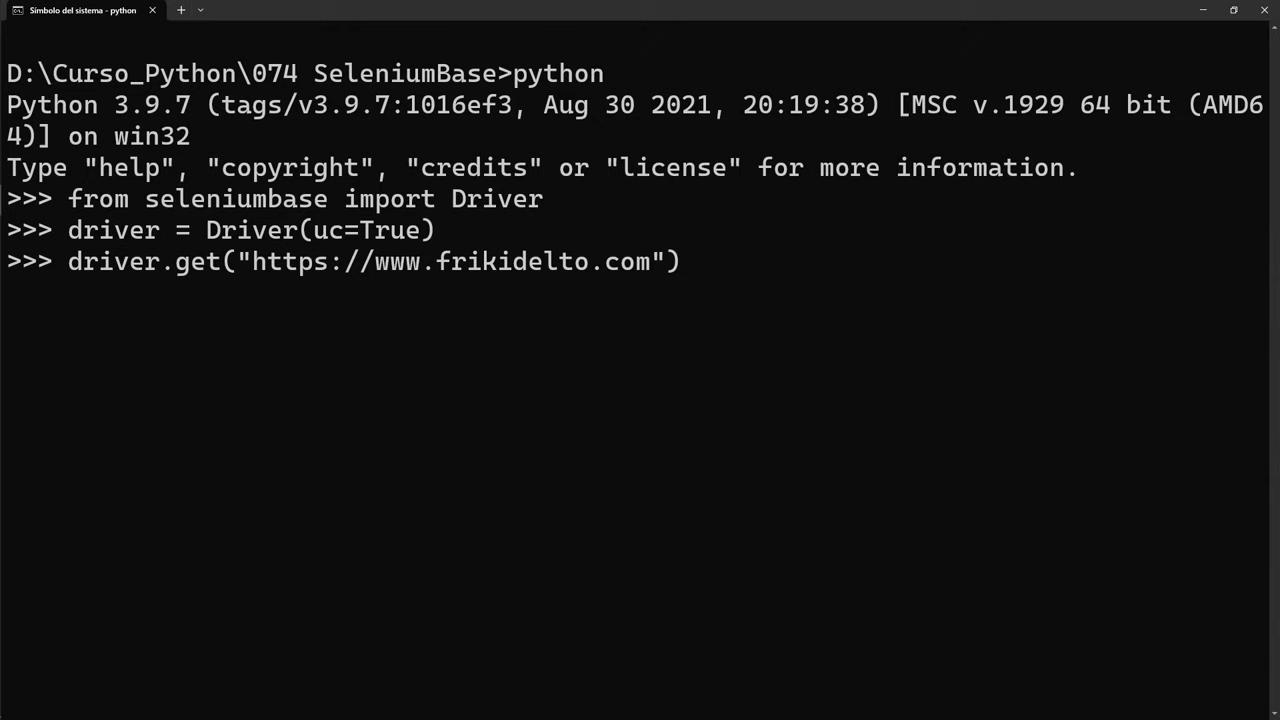 Símbolo del sistema - python
D:\Curso_Python\074 SeleniumBase>python
Python 3.9.7 (tags/v3.9.7:1016ef3, Aug 30 2021, 20:19:38) [MSC v.1929 64 bit (AMD6
4)] on win32
Type "help", "copyright", "credits" or "license" for more information.
>>> from seleniumbase import Driver
>>> driver = Driver(uc=True)
>>> driver.get("https://www.frikidelto.com")